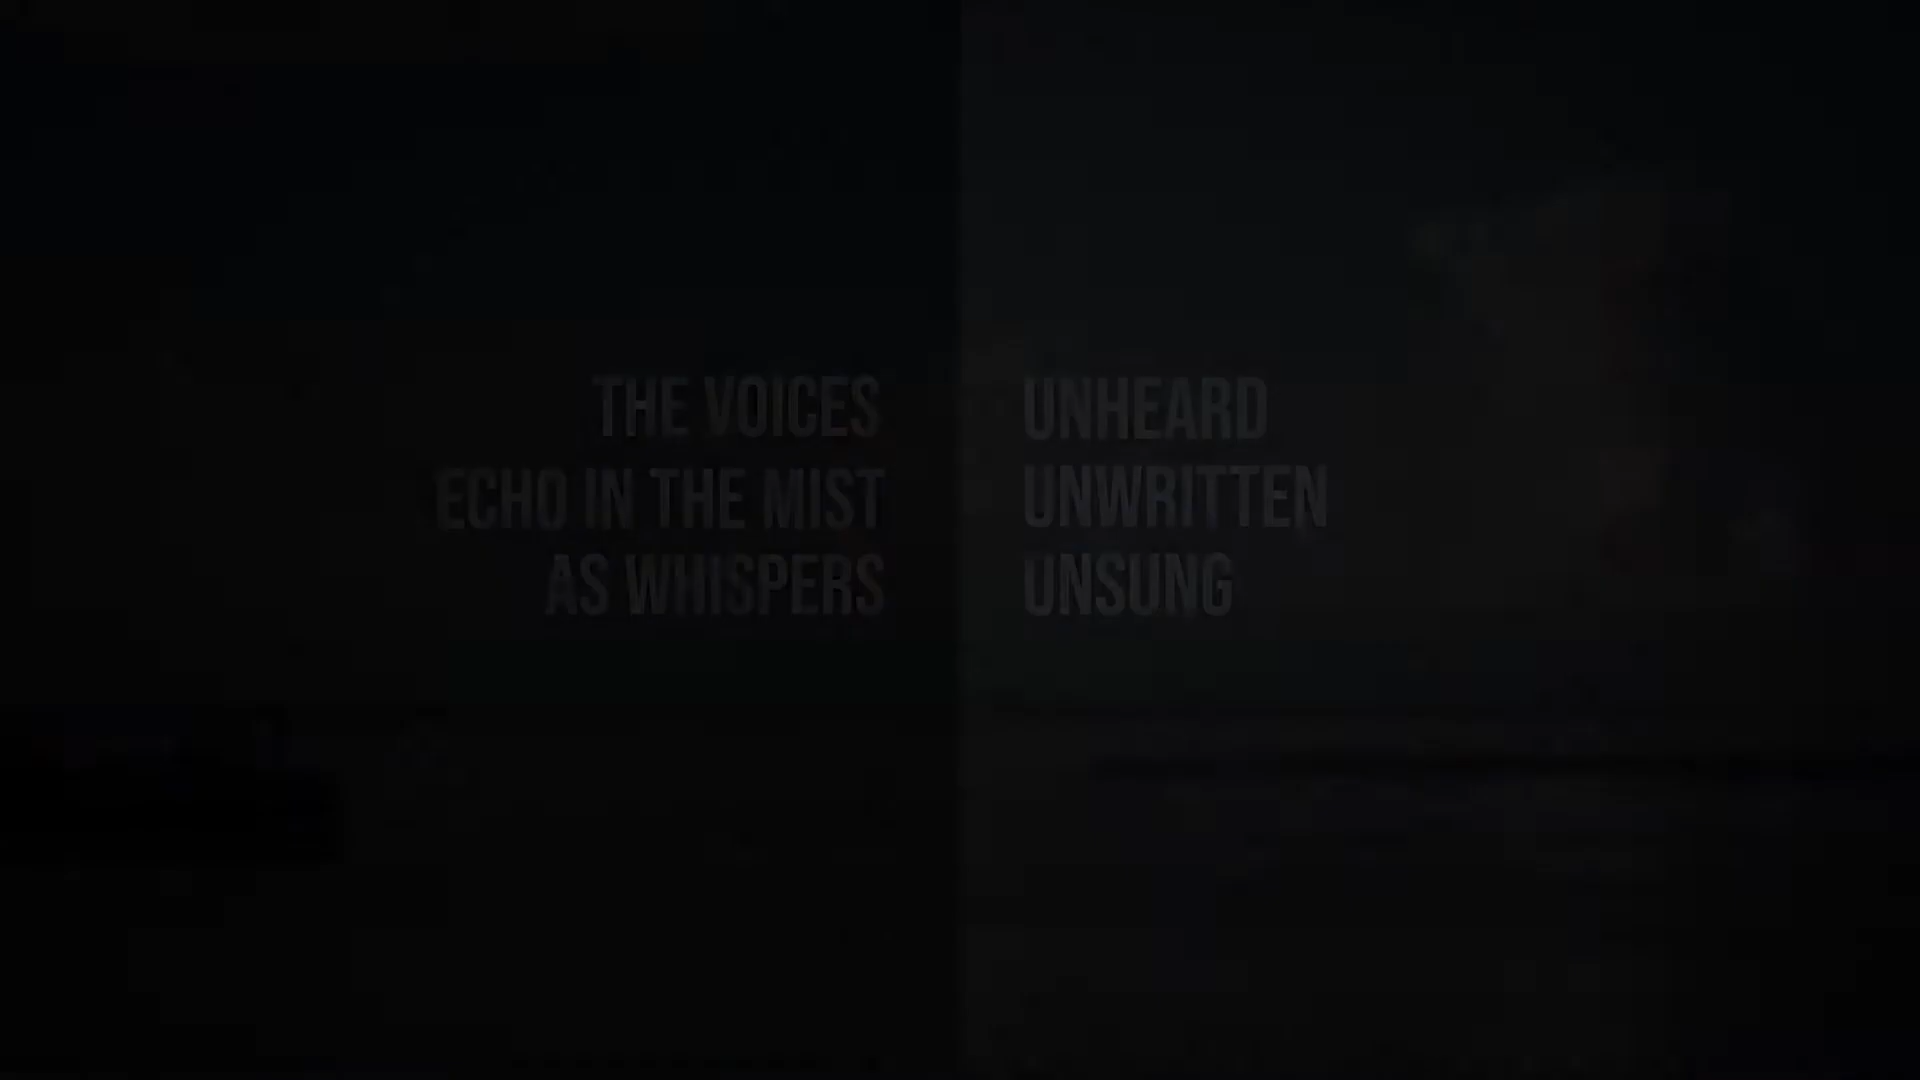 THE VOICES
ECHO IN THE MIST
AS WHISPERS
UNHEARD
UNWRITTEN
UNSUNG